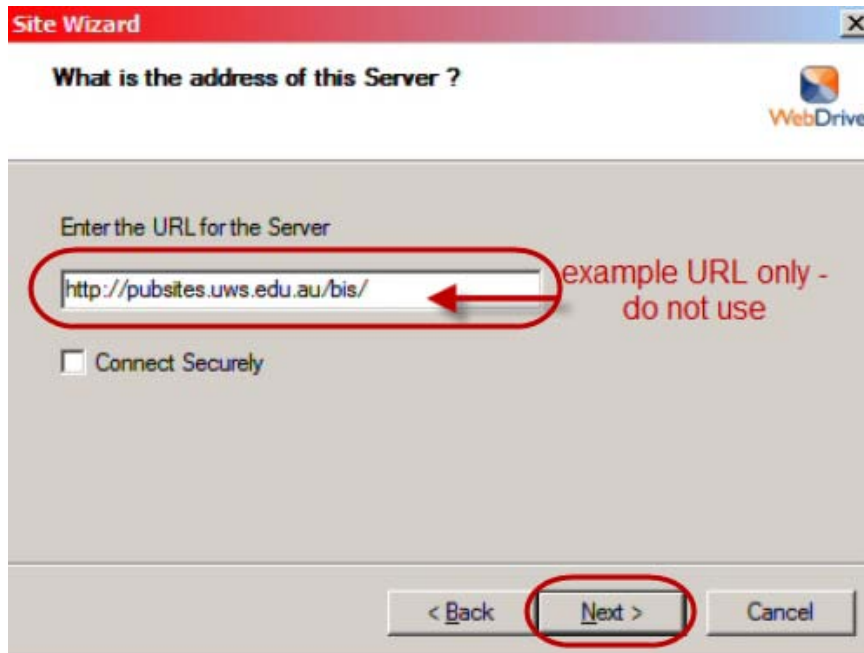 Site Wizard
What is the address of this Server ?
WebDrive
Enter the URL for the Server
http://pubsites.uws.edu.au/bis/
example URL only -
do not use
Connect Securely
< Back Next > Cancel